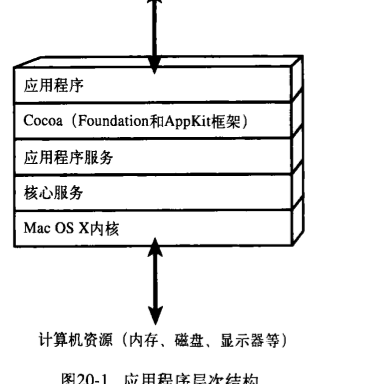 应用程序
Cocoa（Foundation和AppKit框架）
应用程序服务
核心服务
Mac OS X内核
计算机资源（内存、磁盘、显示器等）
图20-1 应用程序层次结构